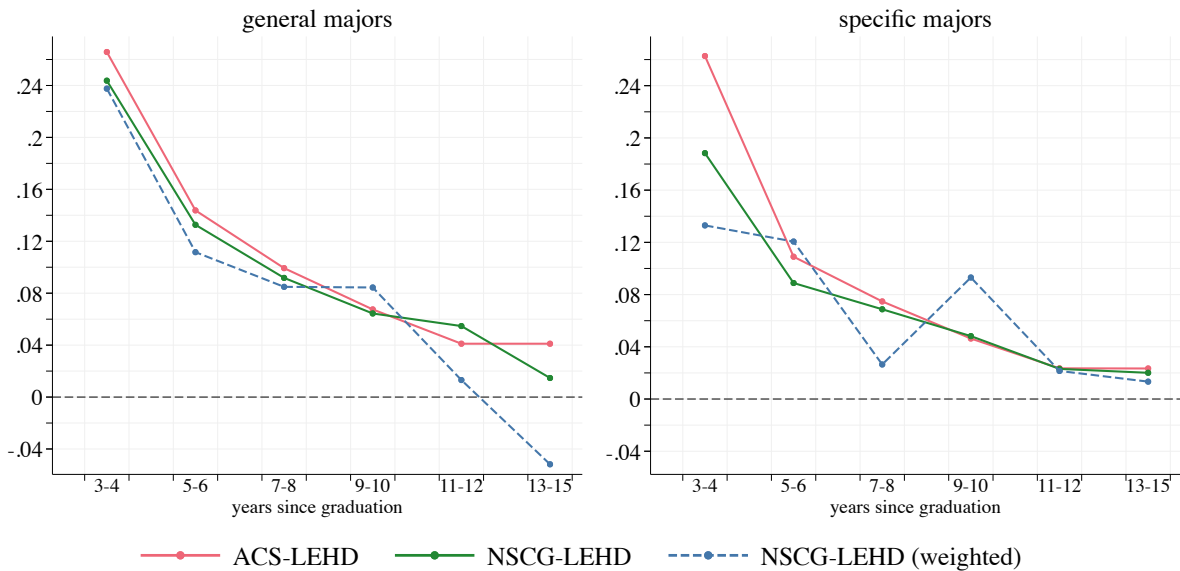 general majors
.24
.2
.16
.12
.08
.04
0
-.04
3-4 5-6 7-8 9-10 11-12 13-15
years since graduation
specific majors
.24
.2
.16
.12
.08
.04
0
-.04
3-4 5-6 7-8 9-10 11-12 13-15
years since graduation
ACS-LEHD NSCG-LEHD NSCG-LEHD (weighted)